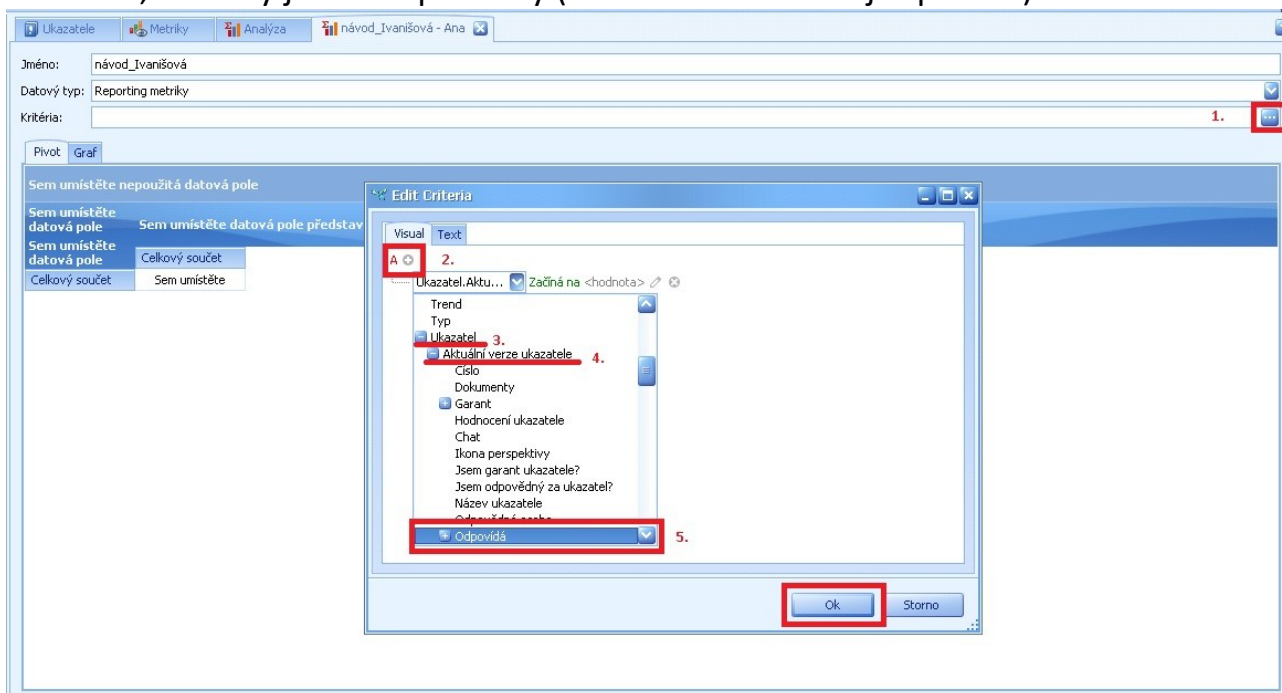 Ukazatele Metriky Analýza návod_Ivanišová - Ana
Jméno: návod_Ivanišová
Datový typ: Reporting metriky
Kritéria: 1.
Pivot Graf
Sem umístěte nepoužitá datová pole
Sem umístěte
datová pole
Sem umístěte datová pole představ
Sem umístěte
datová pole
Celkový součet
Celkový součet Sem umístěte
Edit Criteria
Visual Text
A 2.
Ukazatel.Aktu... Začíná na <hodnota>
Trend
Typ
Ukazatel 3.
Aktuální verze ukazatele 4.
Číslo
Dokumenty
Garant
Hodnocení ukazatele
Chat
Ikona perspektivy
Jsem garant ukazatele?
Jsem odpovědný za ukazatel?
Název ukazatele
Odpovídá 5.
Ok Storno